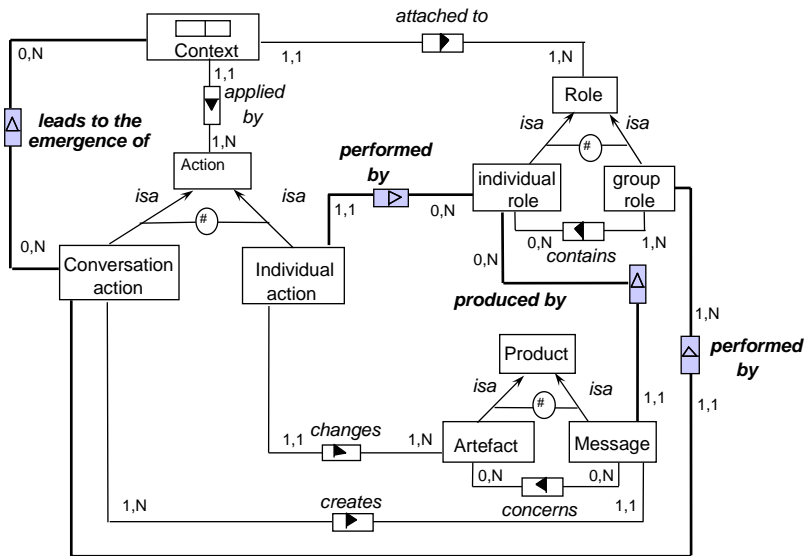 attached to
0,N
Context
1,1
1,N
1,1
applied
by
Role
leads to the
emergence of
isa
isa
#
1,N
Action
performed
by
individual
role
group
role
isa
isa
1,1
0,N
#
0,N
1,N
contains
0,N
0,N
Conversation
action
Individual
action
produced by
1,N
Product
performed
by
isa
isa
#
1,1
1,1
changes
1,1
1,N
Artefact
Message
0,N
0,N
1,N
creates
concerns
1,1